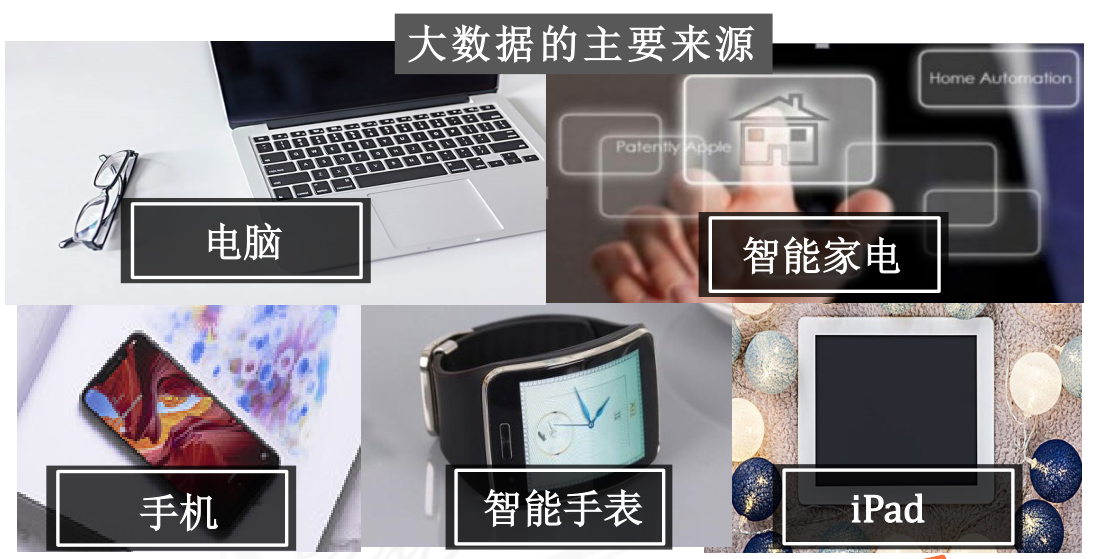 大数据的主要来源
Home Automation
Patently Apple
电脑
智能家电
手机
智能手表
iPad